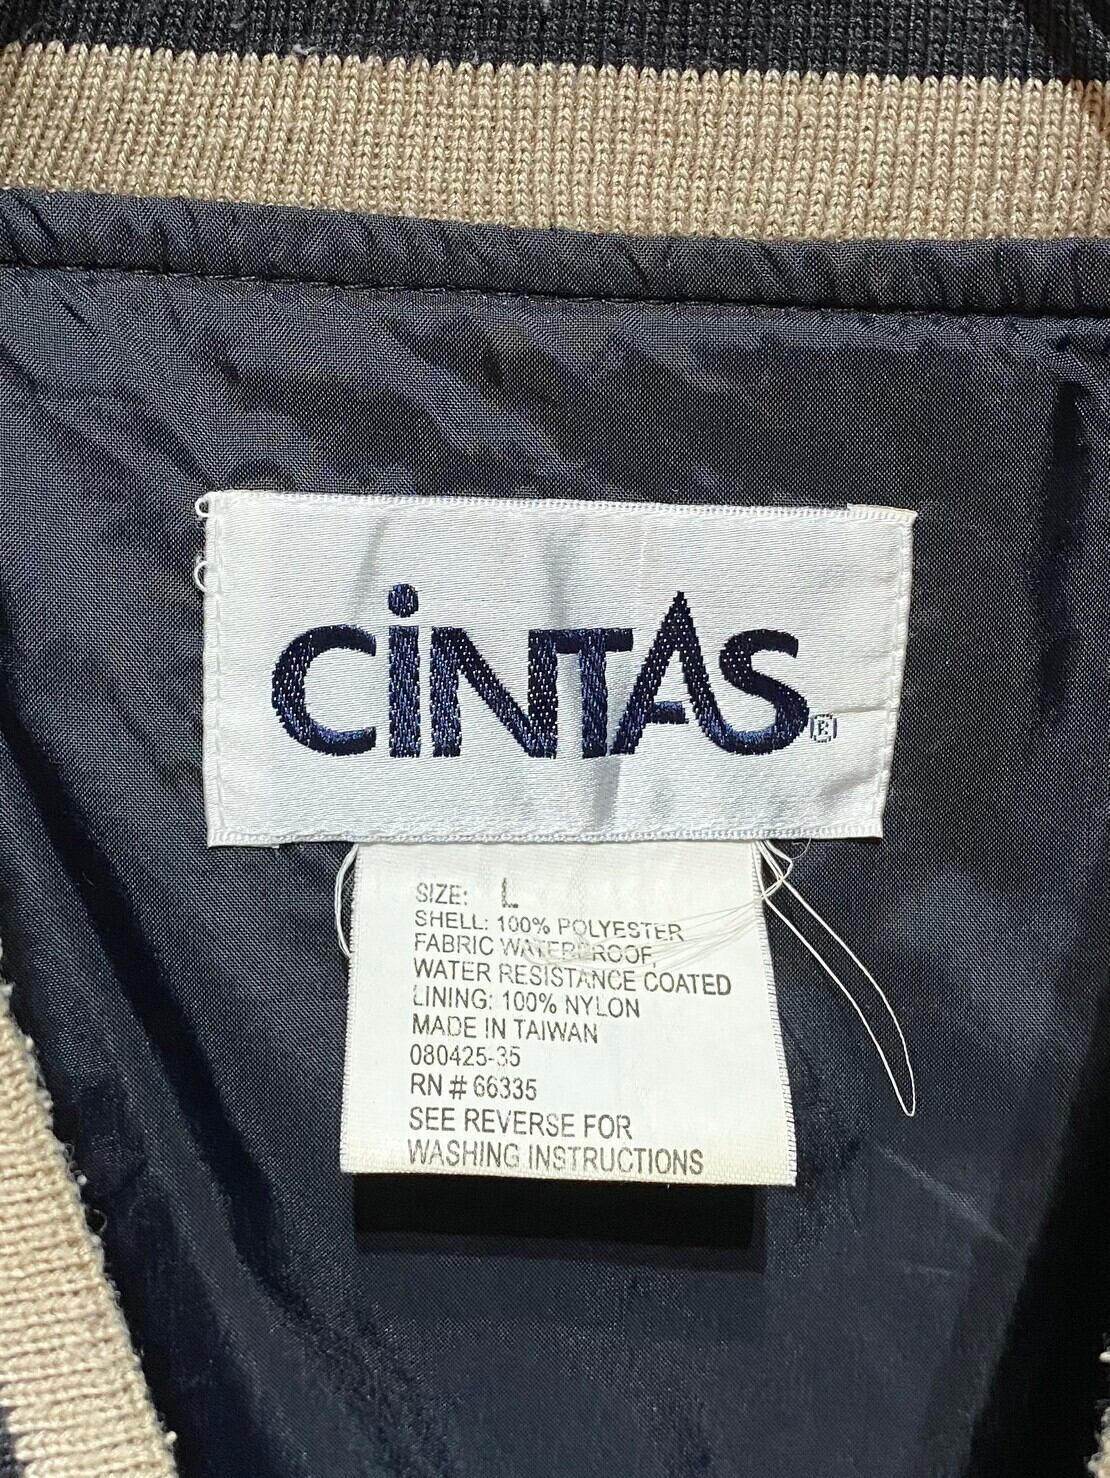 CiNTAS®
SIZE: L
SHELL: 100% POLYESTER
FABRIC WATERPROOF,
WATER RESISTANCE COATED
LINING: 100% NYLON
MADE IN TAIWAN
080425-35
RN # 66335
SEE REVERSE FOR
WASHING INSTRUCTIONS